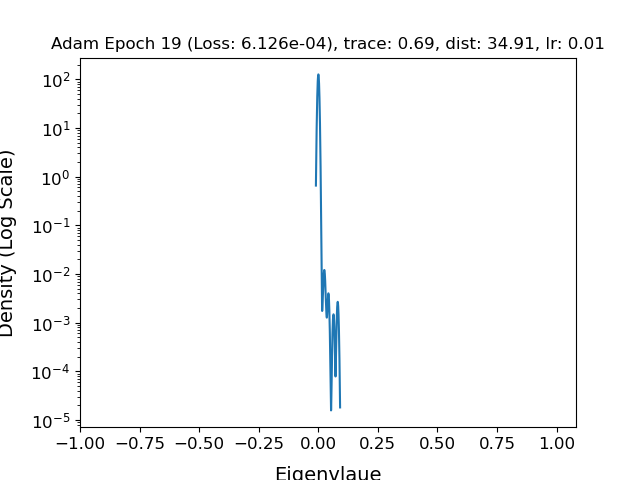 Adam Epoch 19 (Loss: 6.126e-04), trace: 0.69, dist: 34.91, lr: 0.01
Density (Log Scale)
10²
10¹
10⁰
10⁻¹
10⁻²
10⁻³
10⁻⁴
10⁻⁵
−1.00 −0.75 −0.50 −0.25 0.00 0.25 0.50 0.75 1.00
Eigenvlaue